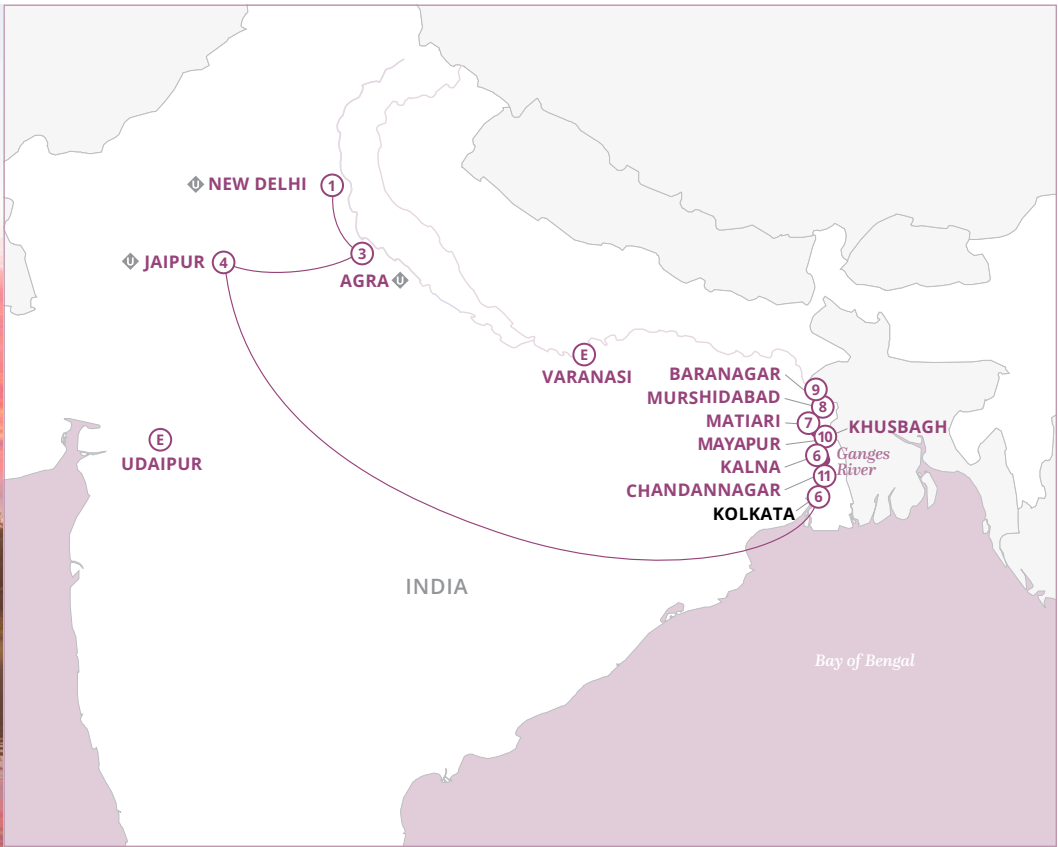 U NEW DELHI 1
U JAIPUR 4
3
AGRA U
E
VARANASI
E
UDAIPUR
BARANAGAR 9
MURSHIDABAD 8
MATIARI 7
KHUSBAGH
MAYAPUR 10
KALNA 6
Ganges
River
CHANDANNAGAR 11
KOLKATA 6
INDIA
Bay of Bengal